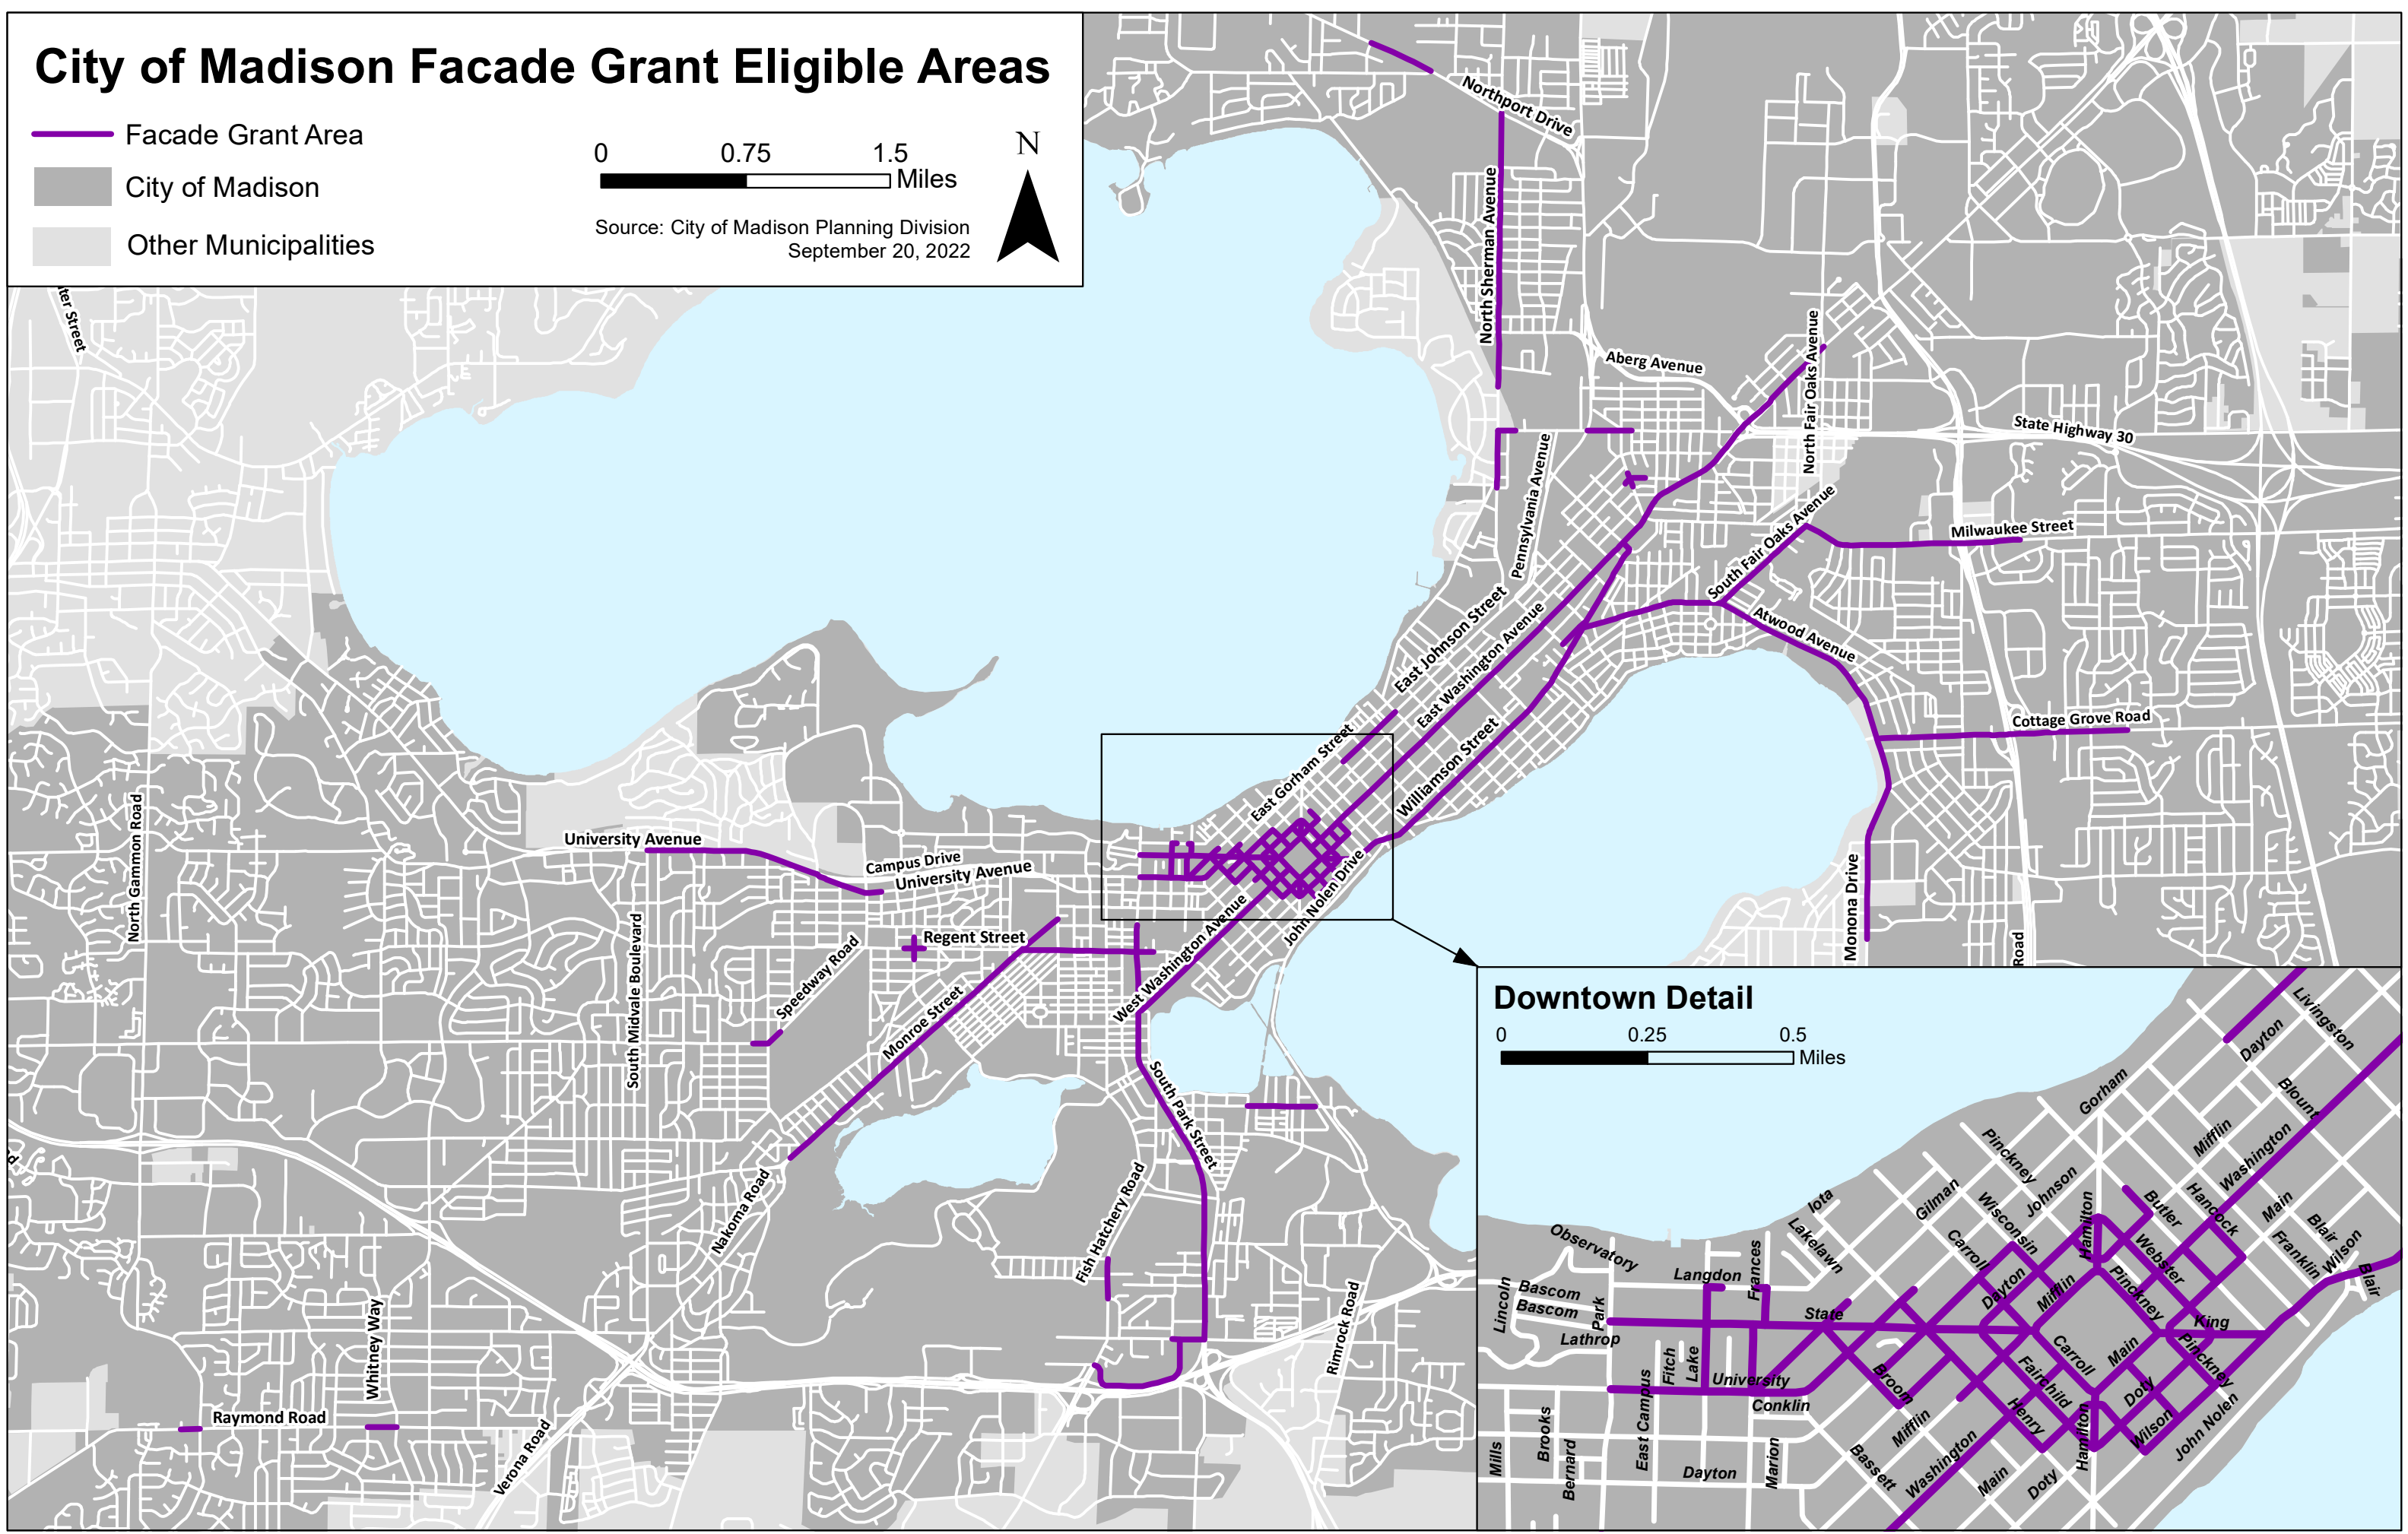 City of Madison Facade Grant Eligible Areas
Facade Grant Area
City of Madison
Other Municipalities
0 0.75 1.5
Miles
N
Source: City of Madison Planning Division
September 20, 2022
ter Street
Northport Drive
North Sherman Avenue
Aberg Avenue
North Fair Oaks Avenue
State Highway 30
Pennsylvania Avenue
Milwaukee Street
South Fair Oaks Avenue
Atwood Avenue
East Johnson Street
East Washington Avenue
Cottage Grove Road
East Gorham Street
Williamson Street
North Gammon Road
University Avenue
Campus Drive
University Avenue
John Nolen Drive
Monona Drive
Road
Regent Street
West Washington Avenue
South Midvale Boulevard
Speedway Road
Monroe Street
South Park Street
Nakoma Road
Fish Hatchery Road
Rimrock Road
Whitney Way
Raymond Road
Verona Road
d
Downtown Detail
0 0.25 0.5
Miles
Livingston
Dayton
Blount
Gorham
Mifflin
Washington
Pinckney
Johnson
Iota
Gilman
Wisconsin
Hamilton
Butler
Hancock
Main
Blair
Wilson
Franklin
Blair
Observatory
Lakelawn
Carroll
Webster
Langdon
Frances
Dayton
Mifflin
Pinckney
Lincoln
Bascom
Bascom
Park
State
King
Lathrop
Carroll
Main
Pinckney
Fitch
Lake
University
Broom
Fairchild
Doty
East Campus
Conklin
Henry
Hamilton
Wilson
John Nolen
Mills
Brooks
Bernard
Dayton
Marion
Mifflin
Bassett
Washington
Main
Doty